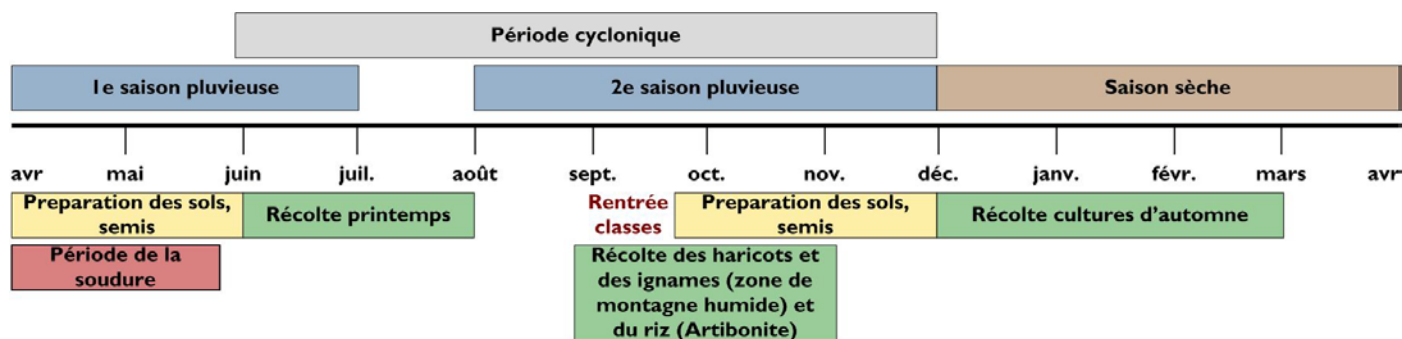 Période cyclonique
1e saison pluvieuse
2e saison pluvieuse
Saison sèche
avr mai juin juil. août sept. oct. nov. déc. janv. févr. mars avr
Preparation des sols,
semis
Récolte printemps
Rentrée
classes
Preparation des sols,
semis
Récolte cultures d'automne
Période de la
soudure
Récolte des haricots et
des ignames (zone de
montagne humide) et
du riz (Artibonite)